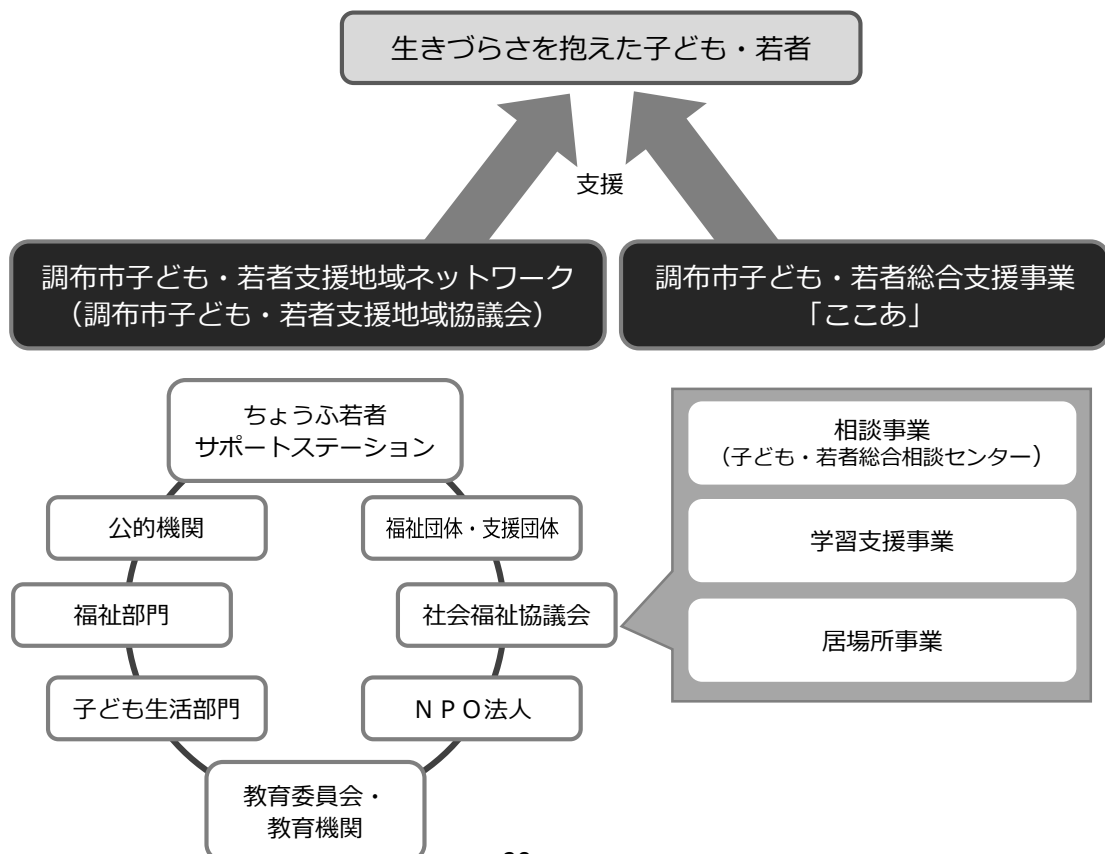 生きづらさを抱えた子ども・若者
支援
調布市子ども・若者支援地域ネットワーク
（調布市子ども・若者支援地域協議会）
調布市子ども・若者総合支援事業
「ここあ」
ちょうふ若者
サポートステーション
公的機関
福祉団体・支援団体
福祉部門
社会福祉協議会
子ども生活部門
ＮＰＯ法人
教育委員会・
教育機関
相談事業
（子ども・若者総合相談センター）
学習支援事業
居場所事業